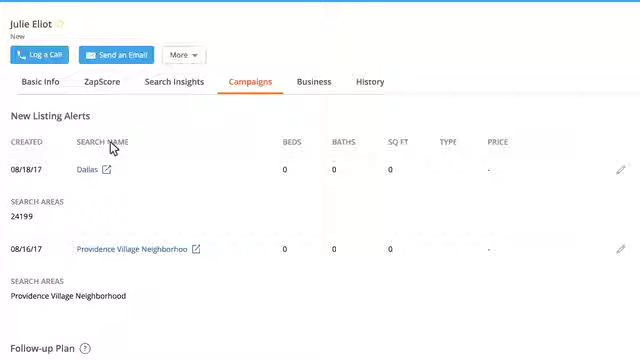 Julie Eliot
New
Log a Call Send an Email More
Basic Info ZapScore Search Insights Campaigns Business History
New Listing Alerts
CREATED SEARCH NAME BEDS BATHS SQ FT TYPE PRICE
08/18/17 Dallas 0 0 0 -
SEARCH AREAS
24199
08/16/17 Providence Village Neighborhoo 0 0 0 -
SEARCH AREAS
Providence Village Neighborhood
Follow-up Plan ?